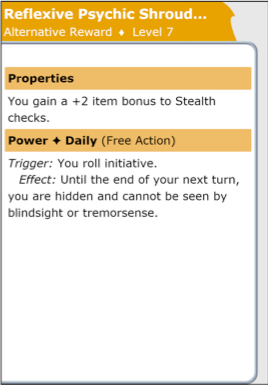 Reflexive Psychic Shroud...
Alternative Reward ♦ Level 7
Properties
You gain a +2 item bonus to Stealth
checks.
Power ✦ Daily (Free Action)
Trigger: You roll initiative.
Effect: Until the end of your next turn,
you are hidden and cannot be seen by
blindsight or tremorsense.